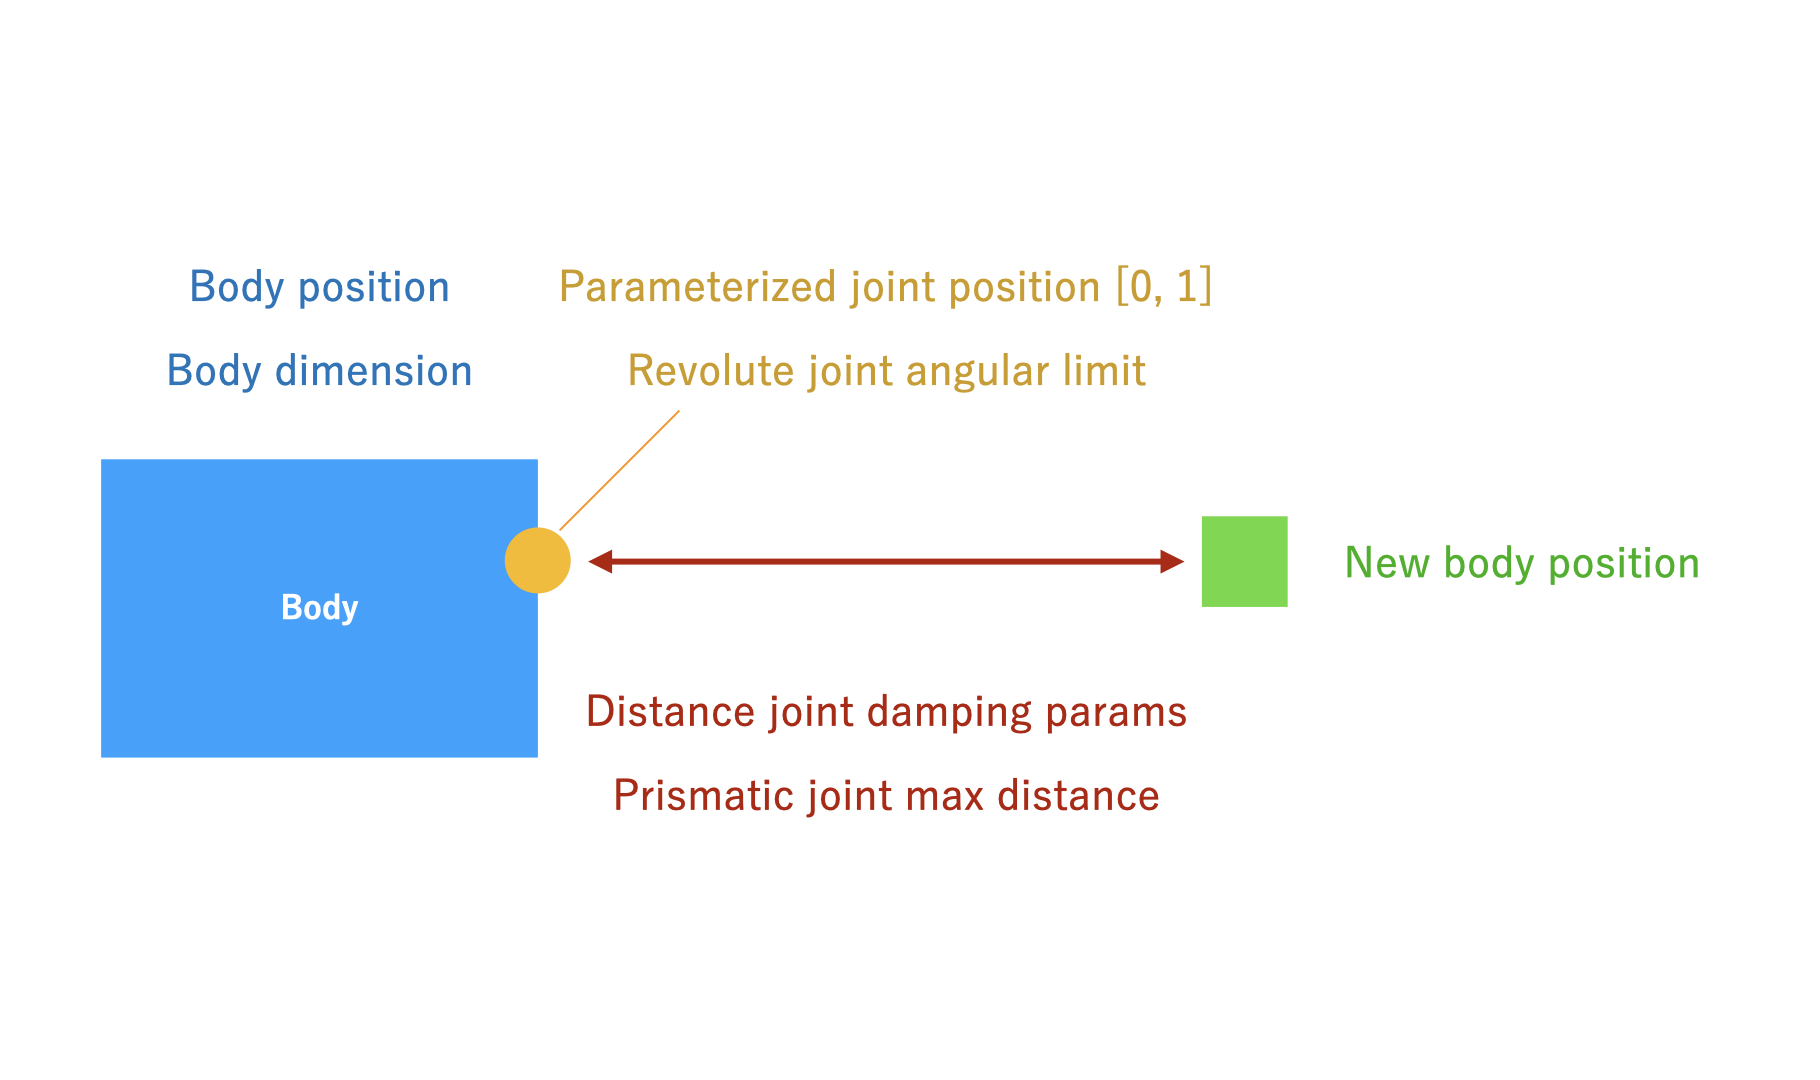 Body position
Body dimension
Parameterized joint position [0, 1]
Revolute joint angular limit
Body
New body position
Distance joint damping params
Prismatic joint max distance